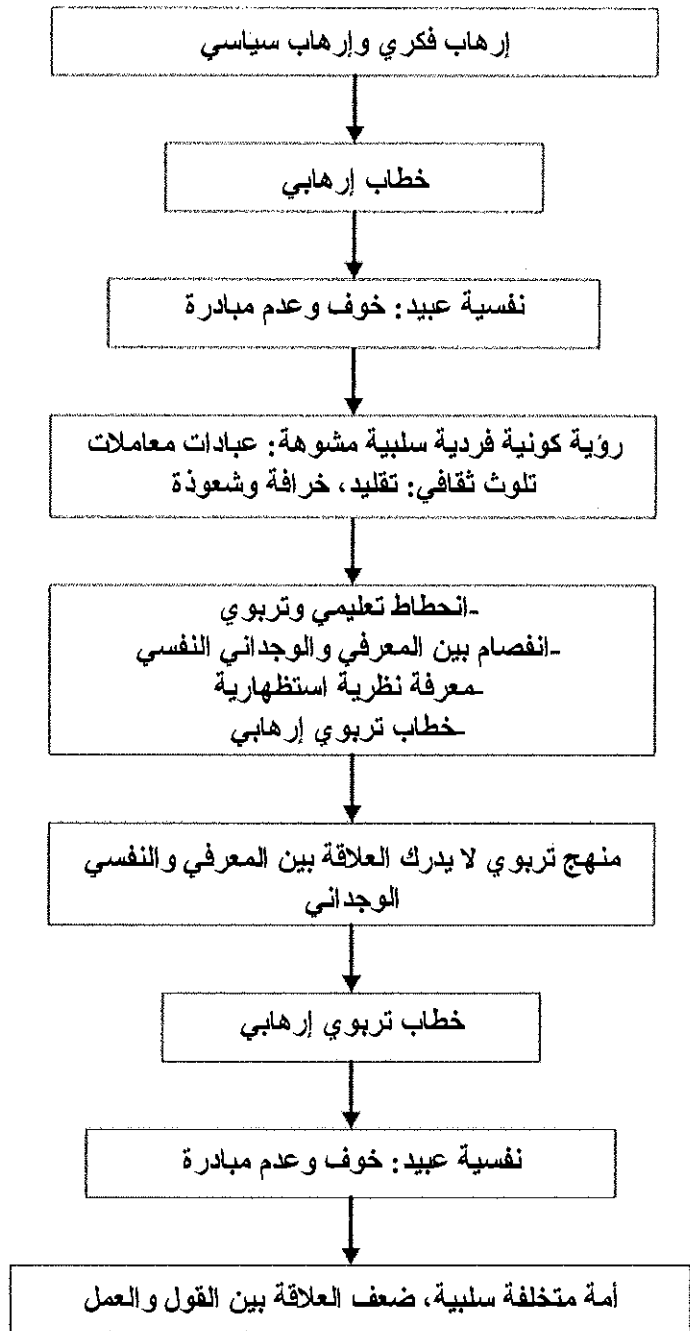 إرهاب فكري وإرهاب سياسي
خطاب إرهابي
نفسية عبيد: خوف وعدم مبادرة
رؤية كونية فردية سلبية مشوهة: عبادات معاملات
تلوث ثقافي: تقليد، خرافة وشعوذة
-انحطاط تعليمي وتربوي
-انفصام بين المعرفي والوجداني النفسي
-معرفة نظرية استظهارية
-خطاب تربوي إرهابي
منهج تربوي لا يدرك العلاقة بين المعرفي والنفسي
الوجداني
خطاب تربوي إرهابي
نفسية عبيد: خوف وعدم مبادرة
أمة متخلفة سلبية، ضعف العلاقة بين القول والعمل